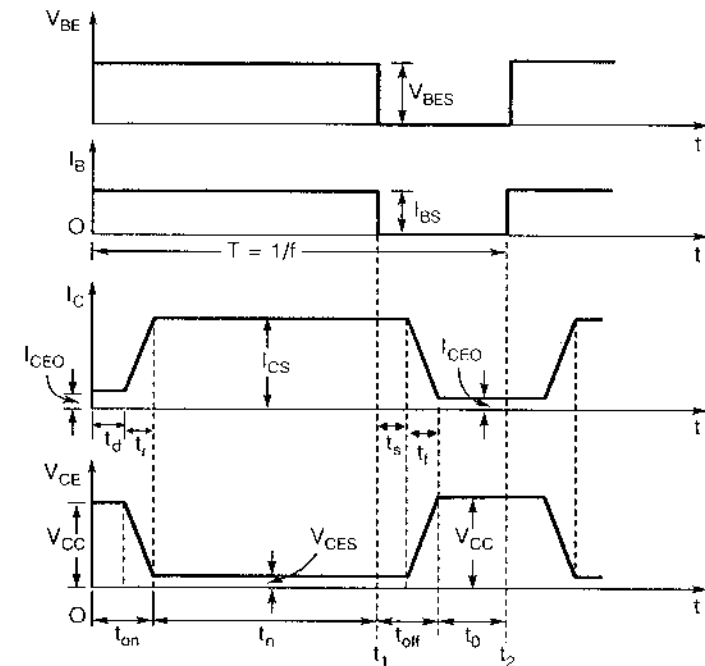 V_BE
V_BES
t
I_B
I_BS
O
T = 1/f
t
I_C
I_CEO
I_CS
I_CEO
t
t_d
t_r
t_s
t_f
V_CE
V_CC
V_CES
V_CC
t
O
t_on
t_n
t_1
t_off
t_0
t_2